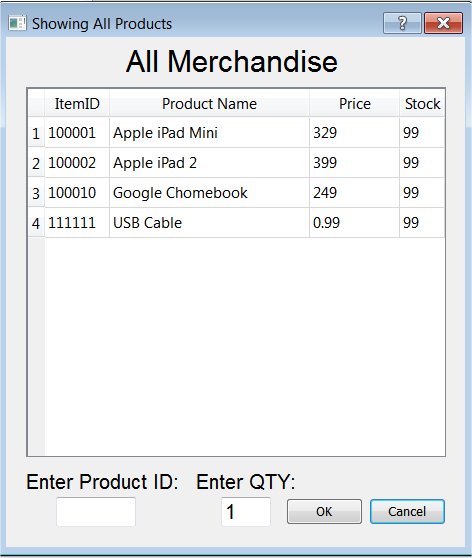 Showing All Products
All Merchandise
ItemID Product Name Price Stock
1 100001 Apple iPad Mini 329 99
2 100002 Apple iPad 2 399 99
3 100010 Google Chomebook 249 99
4 111111 USB Cable 0.99 99
Enter Product ID: Enter QTY:
1 OK Cancel